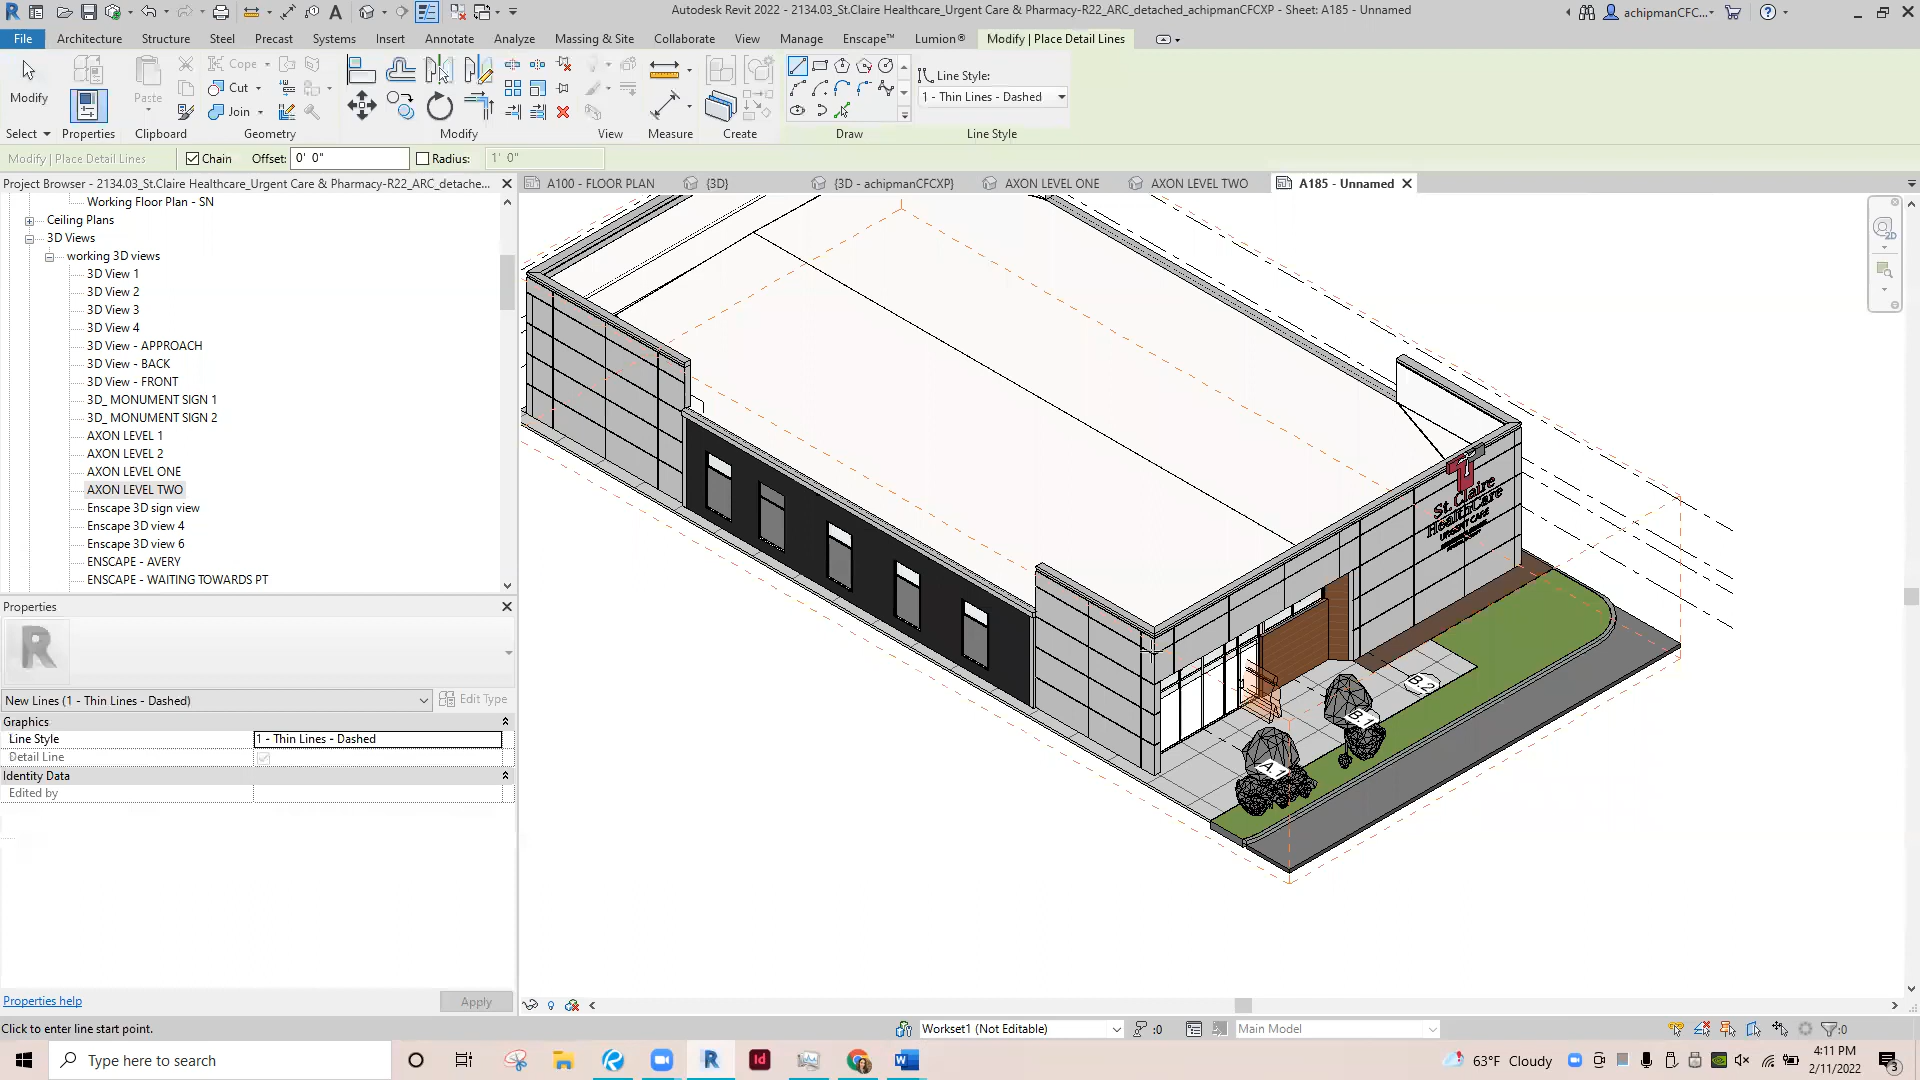 Autodesk Revit 2022 - 2134.03_St.Claire Healthcare_Urgent Care & Pharmacy-R22_ARC_detached_achipmanCFCXP - Sheet: A185 - Unnamed
achipmanCFC...
File Architecture Structure Steel Precast Systems Insert Annotate Analyze Massing & Site Collaborate View Manage Enscape™ Lumion® Modify | Place Detail Lines
Modify
Paste
Cope
Cut
Join
Line Style:
1 - Thin Lines - Dashed
Select Properties Clipboard Geometry Modify View Measure Create Draw Line Style
Modify | Place Detail Lines Chain Offset: 0' 0" Radius: 1' 0"
Project Browser - 2134.03_St.Claire Healthcare_Urgent Care & Pharmacy-R22_ARC_detache...
A100 - FLOOR PLAN {3D} {3D - achipmanCFCXP} AXON LEVEL ONE AXON LEVEL TWO A185 - Unnamed
Working Floor Plan - SN
Ceiling Plans
3D Views
working 3D views
3D View 1
3D View 2
3D View 3
3D View 4
3D View - APPROACH
3D View - BACK
3D View - FRONT
3D_ MONUMENT SIGN 1
3D_ MONUMENT SIGN 2
AXON LEVEL 1
AXON LEVEL 2
AXON LEVEL ONE
AXON LEVEL TWO
Enscape 3D sign view
Enscape 3D view 4
Enscape 3D view 6
ENSCAPE - AVERY
ENSCAPE - WAITING TOWARDS PT
St. Claire
HealthCare
URGENT CARE
B.2
B.1
A.1
2D
Properties
R
New Lines (1 - Thin Lines - Dashed) Edit Type
Graphics
Line Style 1 - Thin Lines - Dashed
Detail Line
Identity Data
Edited by
Properties help Apply
Click to enter line start point.
Workset1 (Not Editable) :0 Main Model :0
Type here to search
63°F Cloudy
4:11 PM
2/11/2022
3